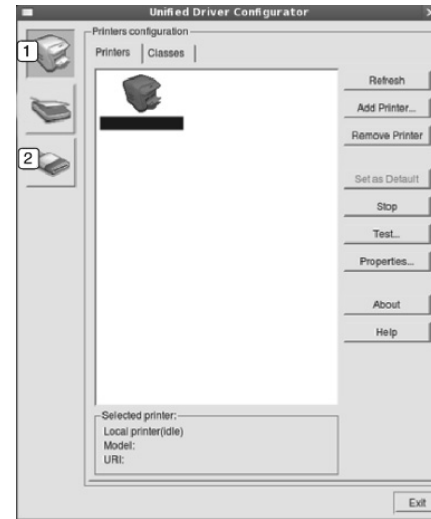 Unified Driver Configurator
Printers configuration
1
Printers
Classes
Refresh
Add Printer...
Remove Printer
2
Set as Default
Stop
Test...
Properties...
About
Help
Selected printer:
Local printer(idle)
Model:
URI:
Exit